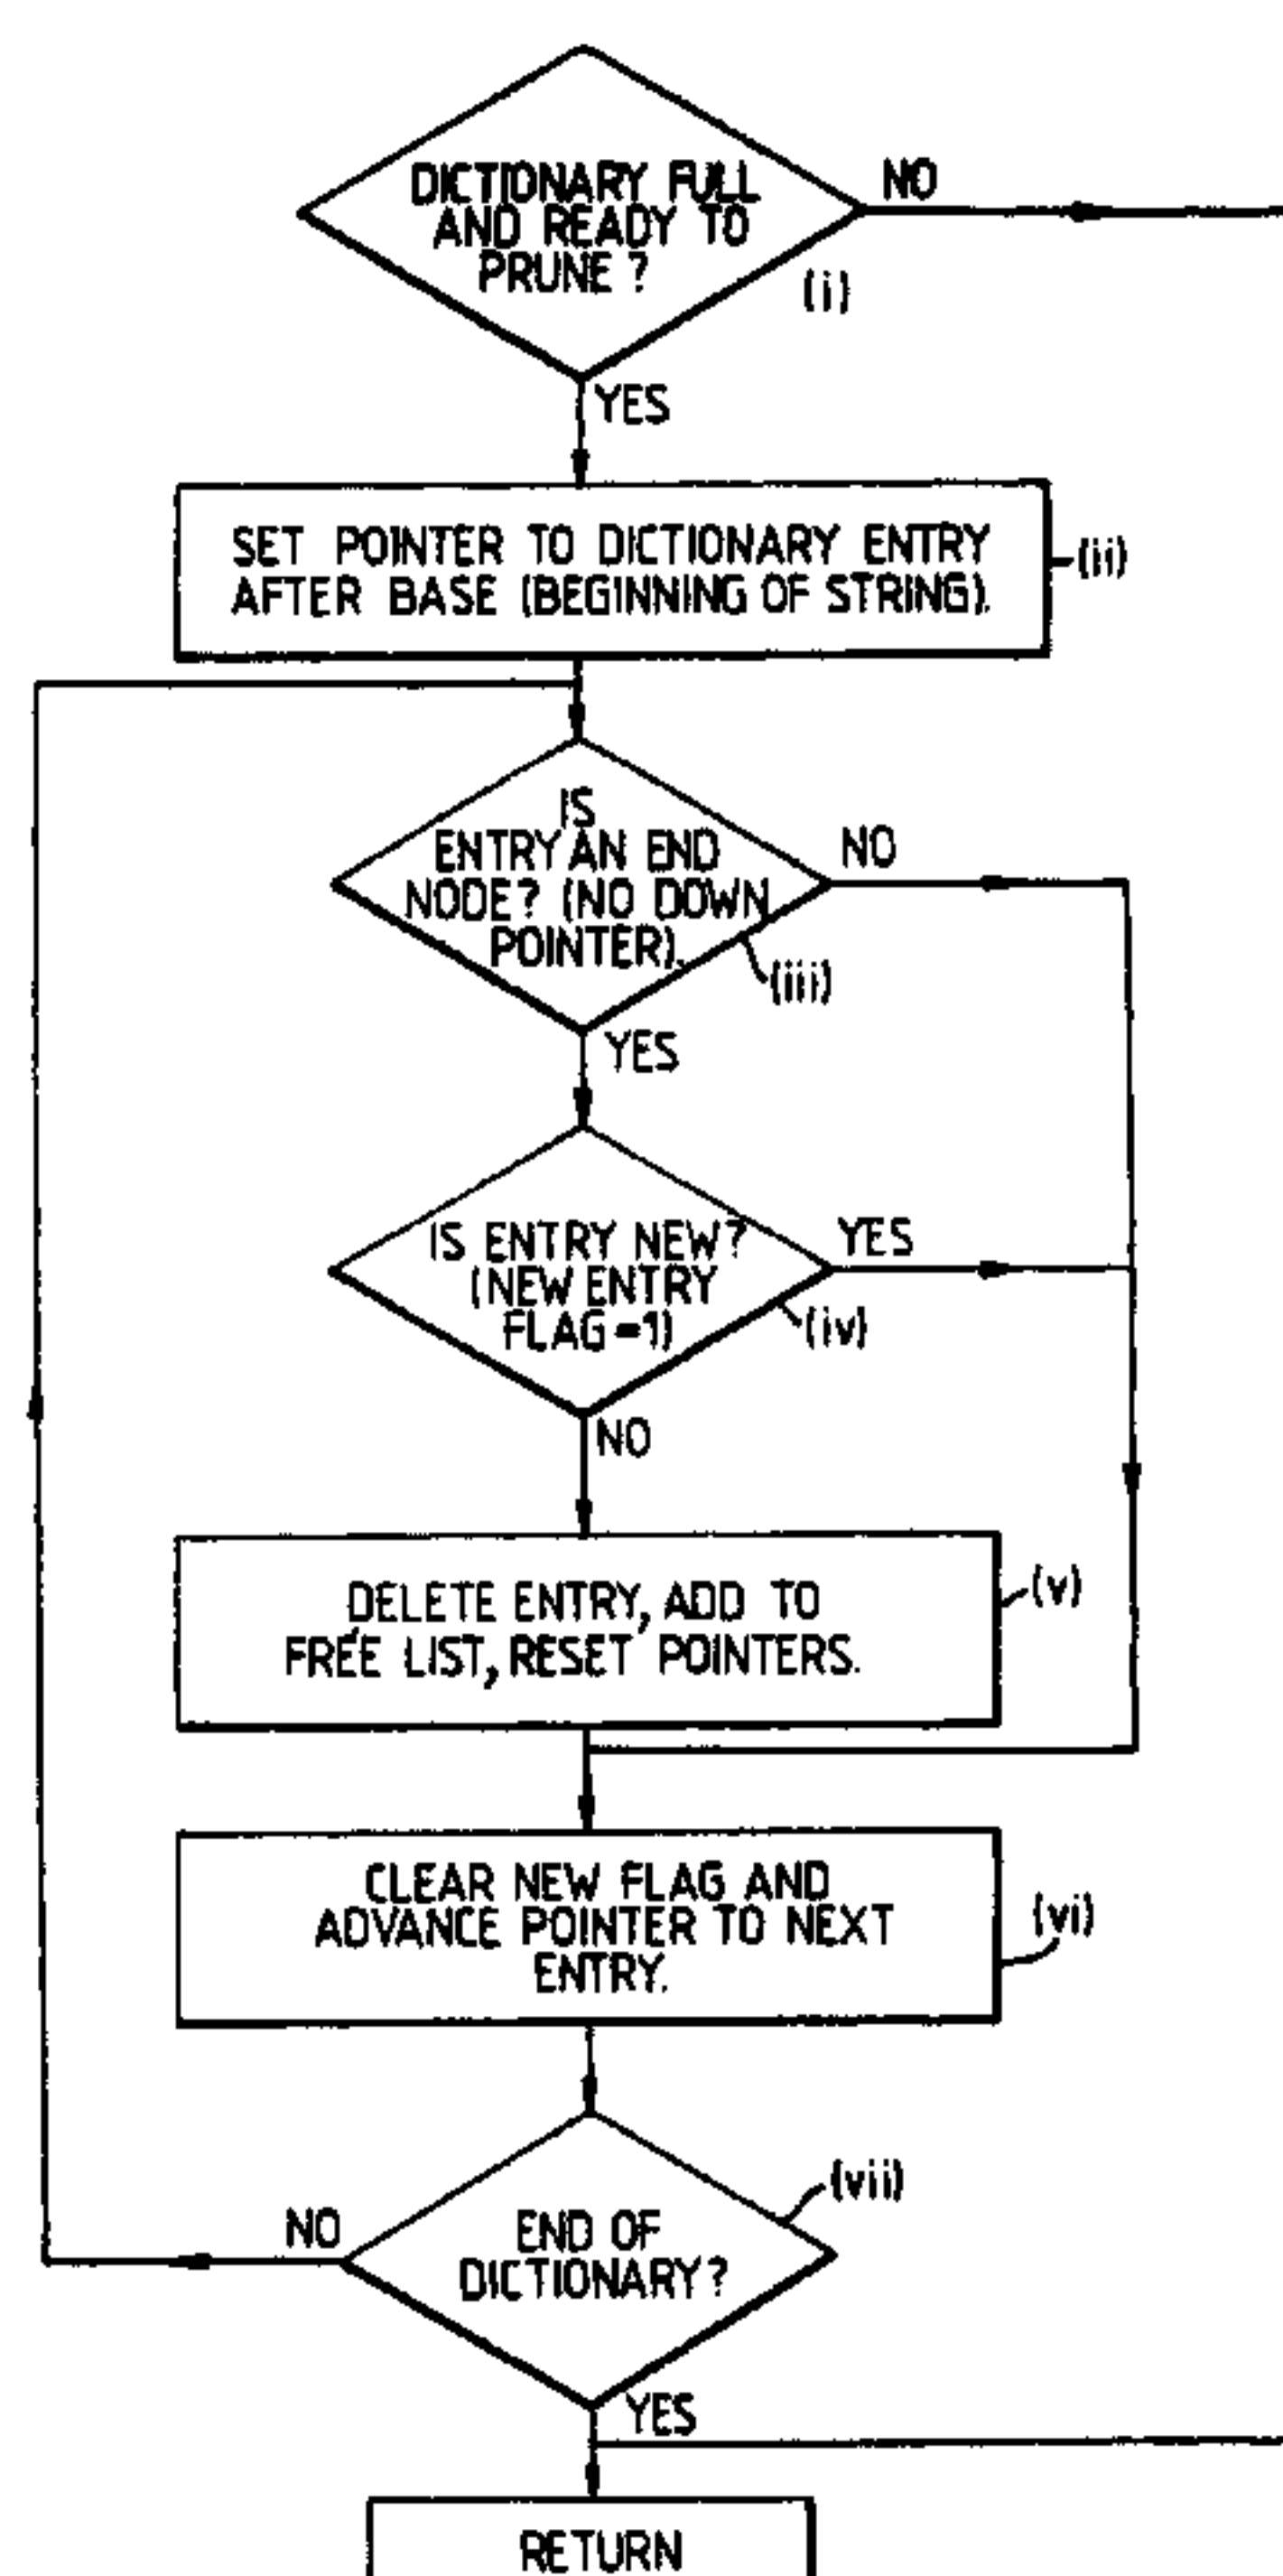 DICTIONARY FULL
AND READY TO
PRUNE ?
NO
(i)
YES
SET POINTER TO DICTIONARY ENTRY
AFTER BASE (BEGINNING OF STRING).
(ii)
IS
ENTRY AN END
NODE? (NO DOWN
POINTER).
NO
(iii)
YES
IS ENTRY NEW?
(NEW ENTRY
FLAG=1)
YES
(iv)
NO
DELETE ENTRY, ADD TO
FREE LIST, RESET POINTERS.
(v)
CLEAR NEW FLAG AND
ADVANCE POINTER TO NEXT
ENTRY.
(vi)
END OF
DICTIONARY?
(vii)
NO
YES
RETURN